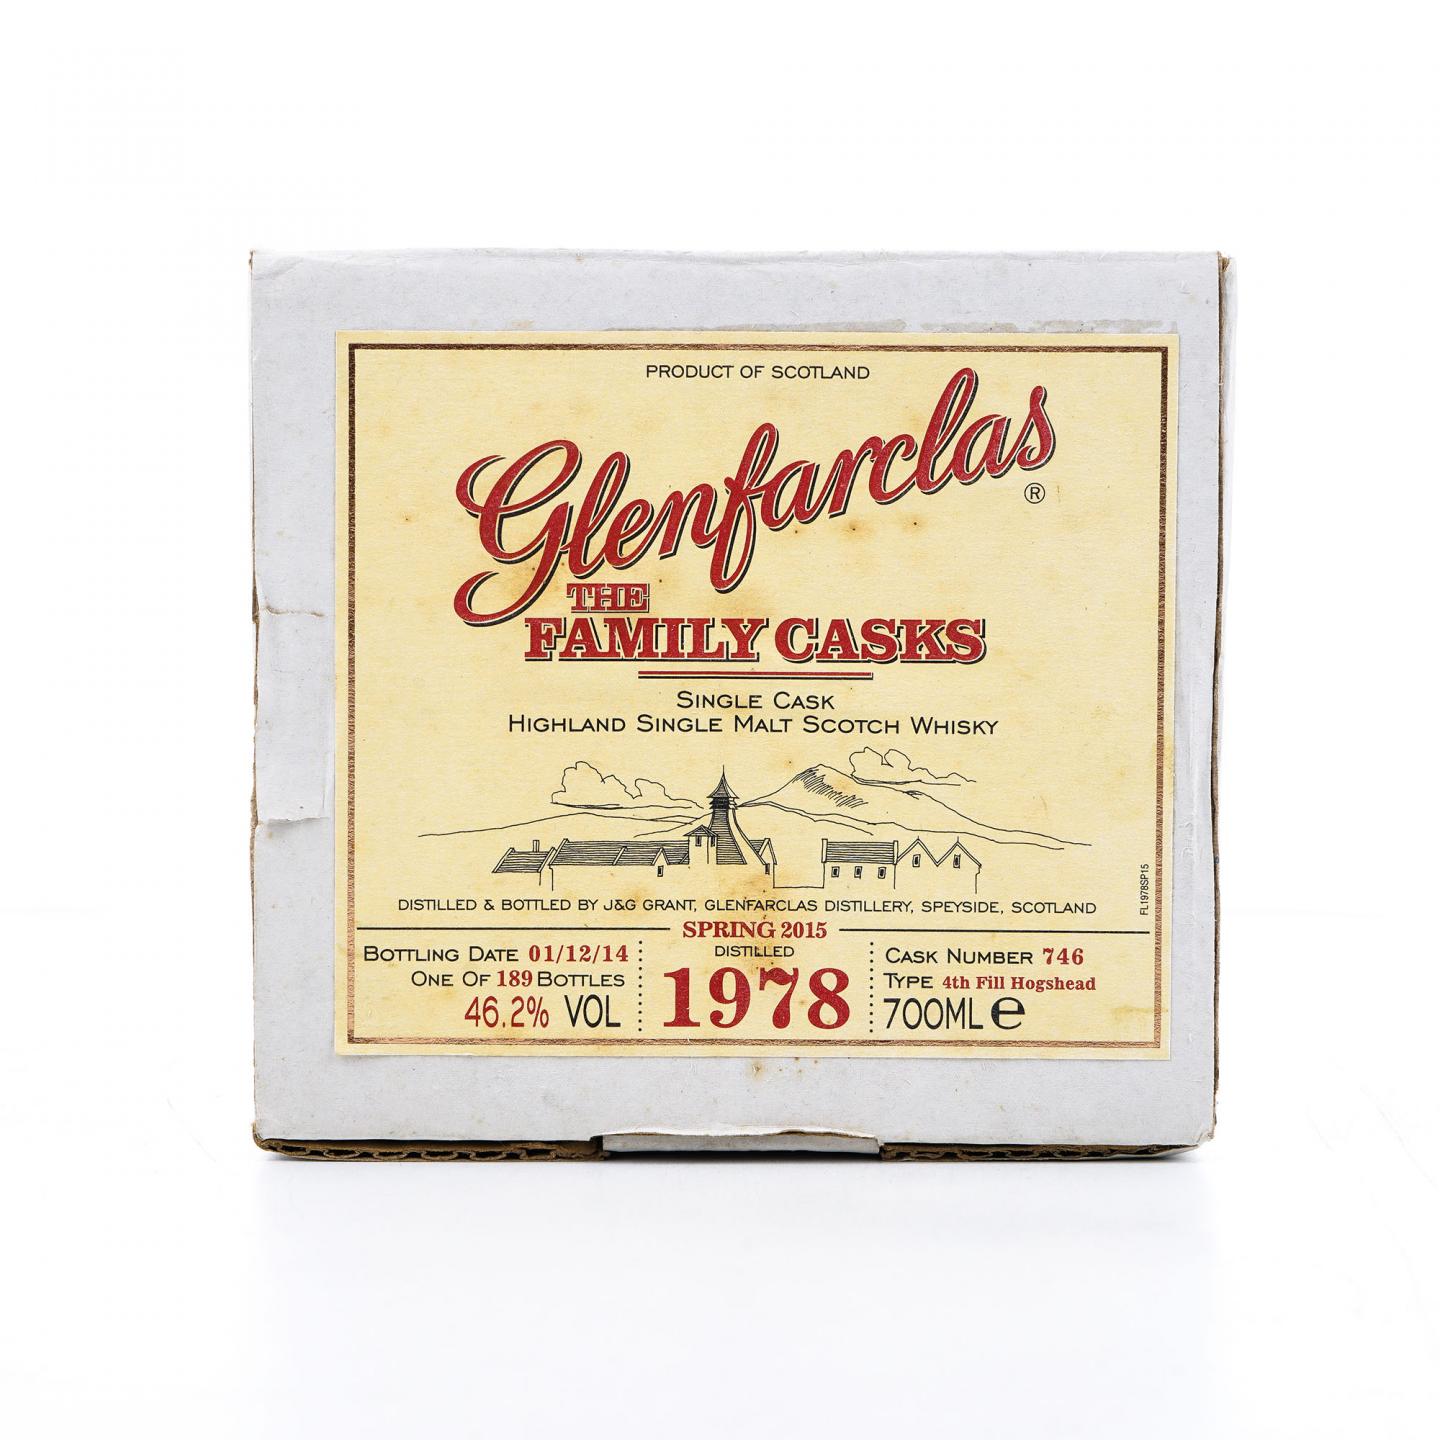 PRODUCT OF SCOTLAND
Glenfarclas ®
THE
FAMILY CASKS
SINGLE CASK
HIGHLAND SINGLE MALT SCOTCH WHISKY
DISTILLED & BOTTLED BY J&G GRANT, GLENFARCLAS DISTILLERY, SPEYSIDE, SCOTLAND
FL1978SP15
SPRING 2015
BOTTLING DATE 01/12/14
ONE OF 189 BOTTLES
46.2% VOL
DISTILLED
1978
CASK NUMBER 746
TYPE 4th Fill Hogshead
700ML e